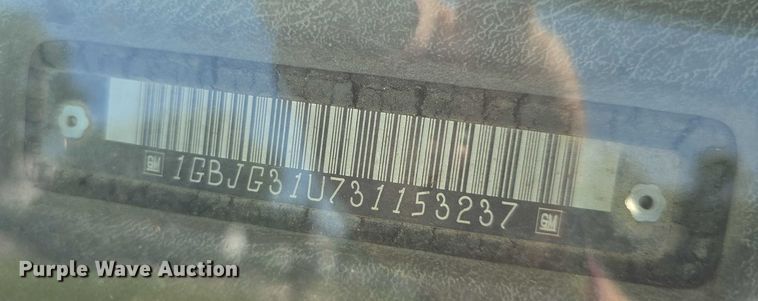 GM 1GBJG31U731153237 GM
Purple Wave Auction